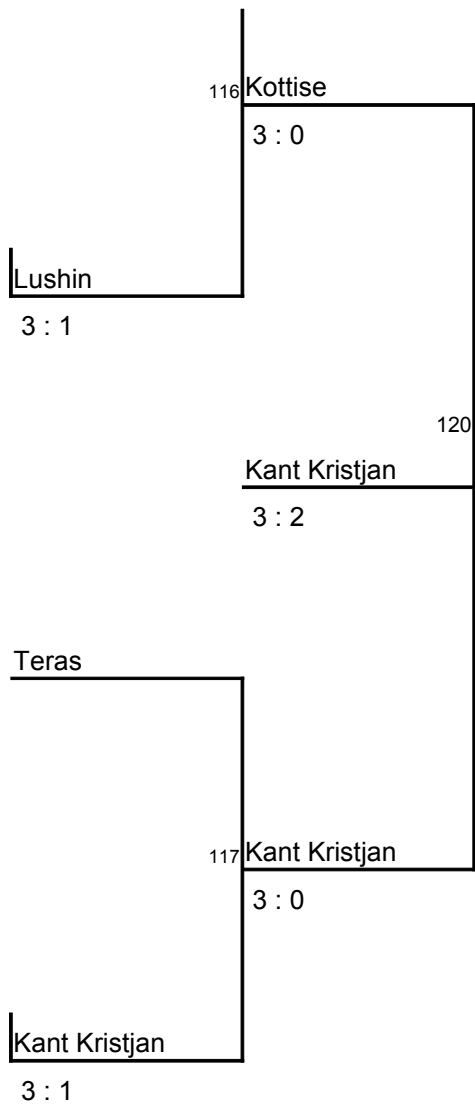 116 Kottise
3 : 0
Lushin
3 : 1
120
Kant Kristjan
3 : 2
Teras
117 Kant Kristjan
3 : 0
Kant Kristjan
3 : 1